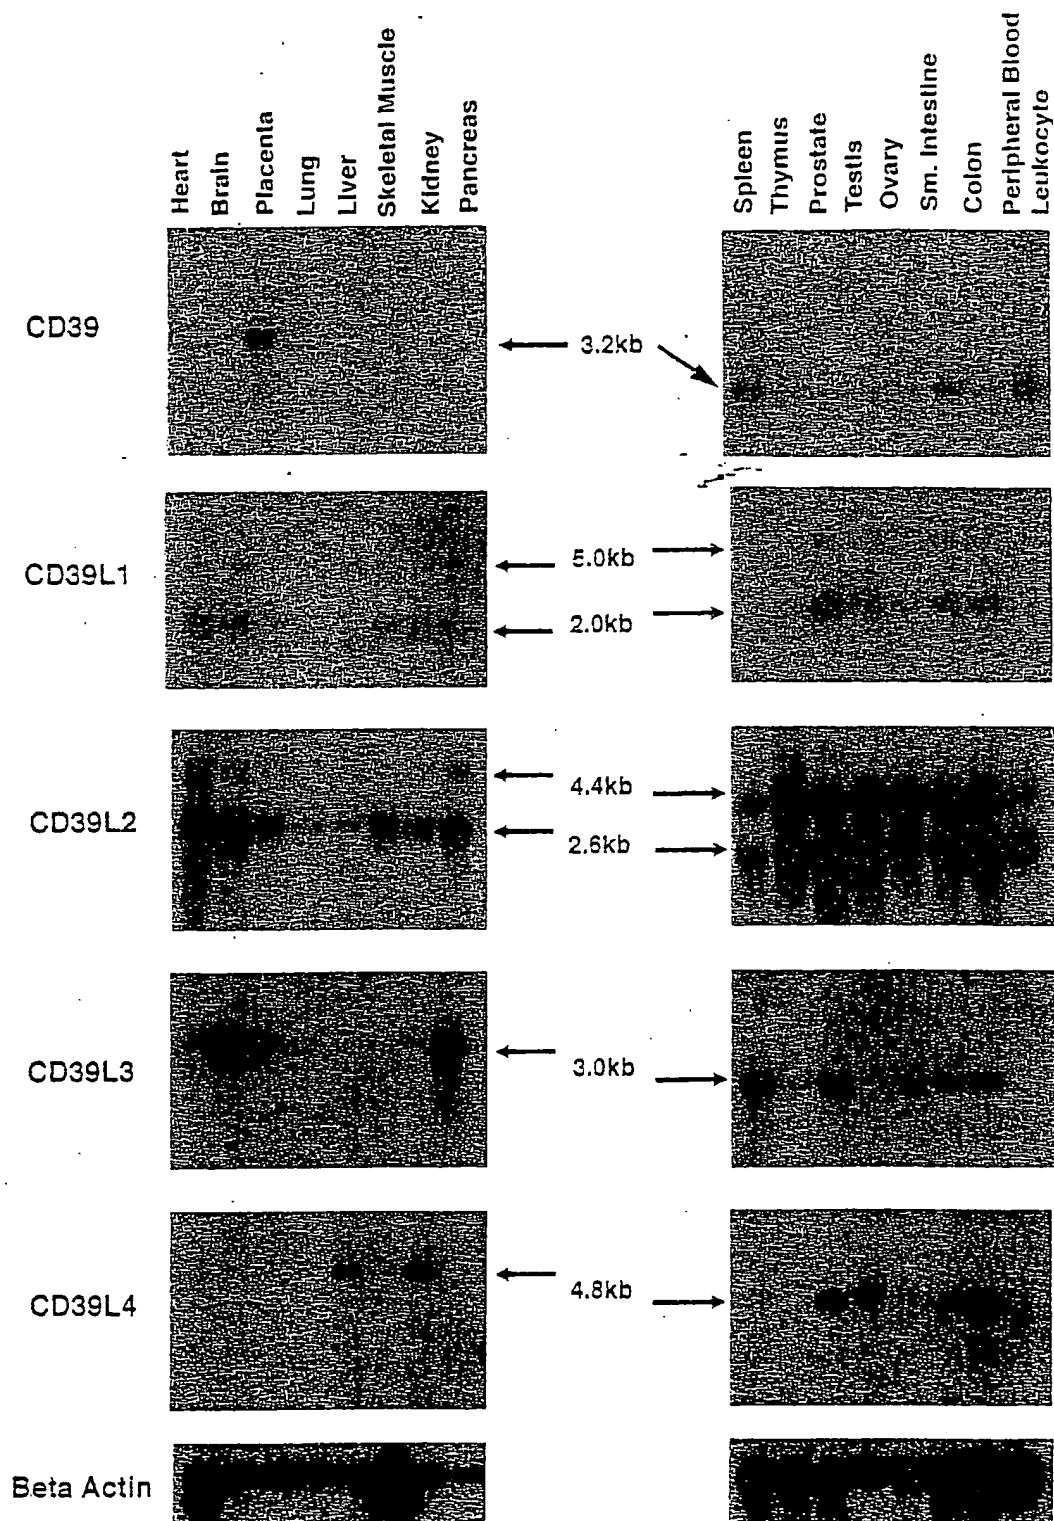 Heart
Brain
Placenta
Lung
Liver
Skeletal Muscle
Kidney
Pancreas
Spleen
Thymus
Prostate
Testis
Ovary
Sm. Intestine
Colon
Peripheral Blood
Leukocyte
CD39
3.2kb
CD39L1
5.0kb
2.0kb
CD39L2
4.4kb
2.6kb
CD39L3
3.0kb
CD39L4
4.8kb
Beta Actin